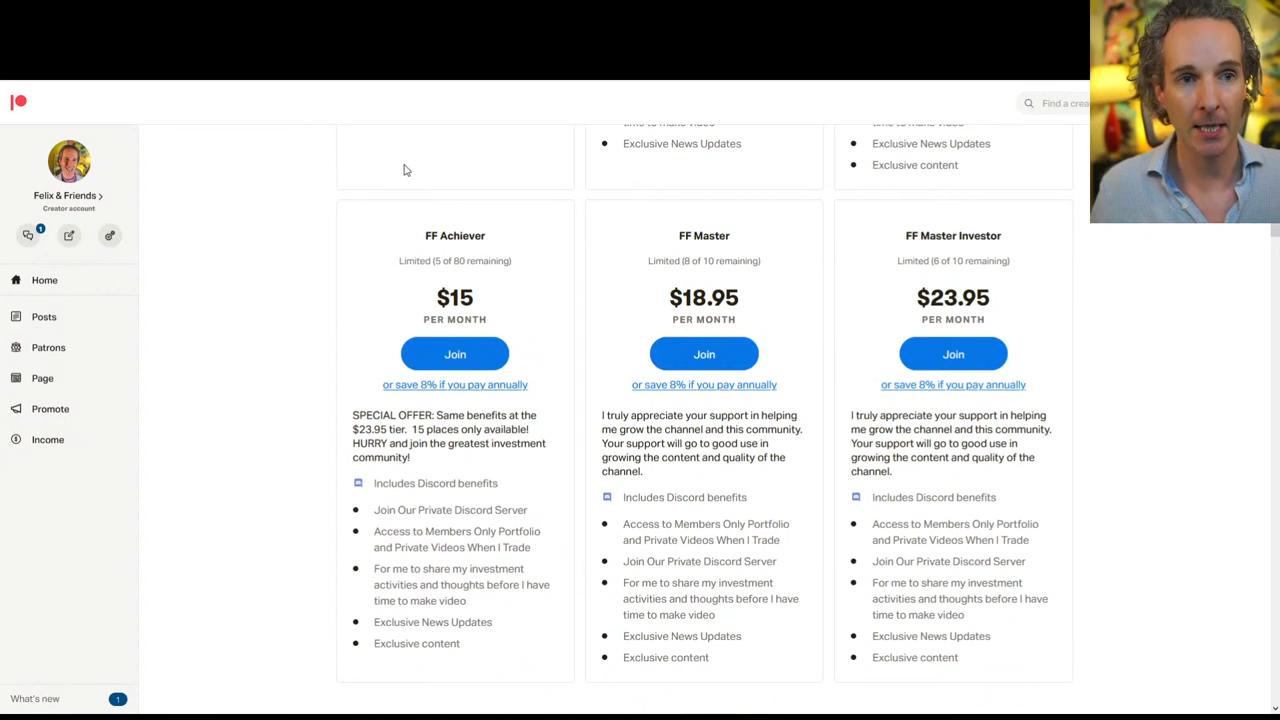 Find a crea
Felix & Friends
Creator account
1
Home
Posts
Patrons
Page
Promote
Income
What's new
1
Exclusive News Updates
Exclusive News Updates
Exclusive content
FF Achiever
Limited (5 of 80 remaining)
$15
PER MONTH
Join
or save 8% if you pay annually
SPECIAL OFFER: Same benefits at the
$23.95 tier. 15 places only available!
HURRY and join the greatest investment
community!
Includes Discord benefits
Join Our Private Discord Server
Access to Members Only Portfolio
and Private Videos When I Trade
For me to share my investment
activities and thoughts before I have
time to make video
Exclusive News Updates
Exclusive content
FF Master
Limited (8 of 10 remaining)
$18.95
PER MONTH
Join
or save 8% if you pay annually
I truly appreciate your support in helping
me grow the channel and this community.
Your support will go to good use in
growing the content and quality of the
channel.
Includes Discord benefits
Access to Members Only Portfolio
and Private Videos When I Trade
Join Our Private Discord Server
For me to share my investment
activities and thoughts before I have
time to make video
Exclusive News Updates
Exclusive content
FF Master Investor
Limited (6 of 10 remaining)
$23.95
PER MONTH
Join
or save 8% if you pay annually
I truly appreciate your support in helping
me grow the channel and this community.
Your support will go to good use in
growing the content and quality of the
channel.
Includes Discord benefits
Access to Members Only Portfolio
and Private Videos When I Trade
Join Our Private Discord Server
For me to share my investment
activities and thoughts before I have
time to make video
Exclusive News Updates
Exclusive content